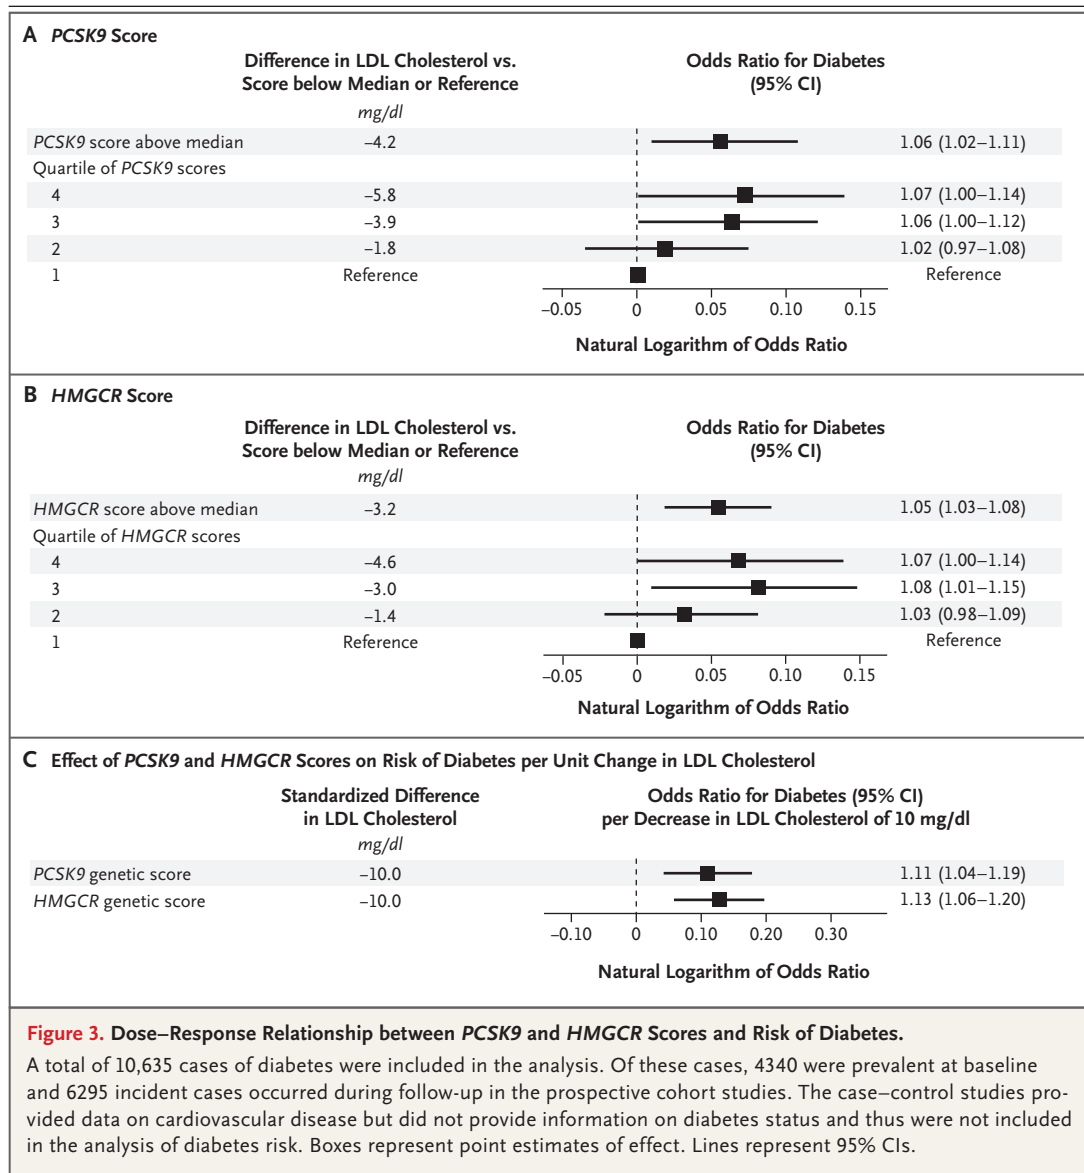 A PCSK9 Score
Difference in LDL Cholesterol vs.
Score below Median or Reference
Odds Ratio for Diabetes
(95% CI)
mg/dl
PCSK9 score above median –4.2 1.06 (1.02–1.11)
Quartile of PCSK9 scores
4 –5.8 1.07 (1.00–1.14)
3 –3.9 1.06 (1.00–1.12)
2 –1.8 1.02 (0.97–1.08)
1 Reference Reference
–0.05 0 0.05 0.10 0.15
Natural Logarithm of Odds Ratio
B HMGCR Score
Difference in LDL Cholesterol vs.
Score below Median or Reference
Odds Ratio for Diabetes
(95% CI)
mg/dl
HMGCR score above median –3.2 1.05 (1.03–1.08)
Quartile of HMGCR scores
4 –4.6 1.07 (1.00–1.14)
3 –3.0 1.08 (1.01–1.15)
2 –1.4 1.03 (0.98–1.09)
1 Reference Reference
–0.05 0 0.05 0.10 0.15
Natural Logarithm of Odds Ratio
C Effect of PCSK9 and HMGCR Scores on Risk of Diabetes per Unit Change in LDL Cholesterol
Standardized Difference
in LDL Cholesterol
Odds Ratio for Diabetes (95% CI)
per Decrease in LDL Cholesterol of 10 mg/dl
mg/dl
PCSK9 genetic score –10.0 1.11 (1.04–1.19)
HMGCR genetic score –10.0 1.13 (1.06–1.20)
–0.10 0 0.10 0.20 0.30
Natural Logarithm of Odds Ratio
Figure 3. Dose–Response Relationship between PCSK9 and HMGCR Scores and Risk of Diabetes.
A total of 10,635 cases of diabetes were included in the analysis. Of these cases, 4340 were prevalent at baseline
and 6295 incident cases occurred during follow-up in the prospective cohort studies. The case–control studies pro-
vided data on cardiovascular disease but did not provide information on diabetes status and thus were not included
in the analysis of diabetes risk. Boxes represent point estimates of effect. Lines represent 95% CIs.